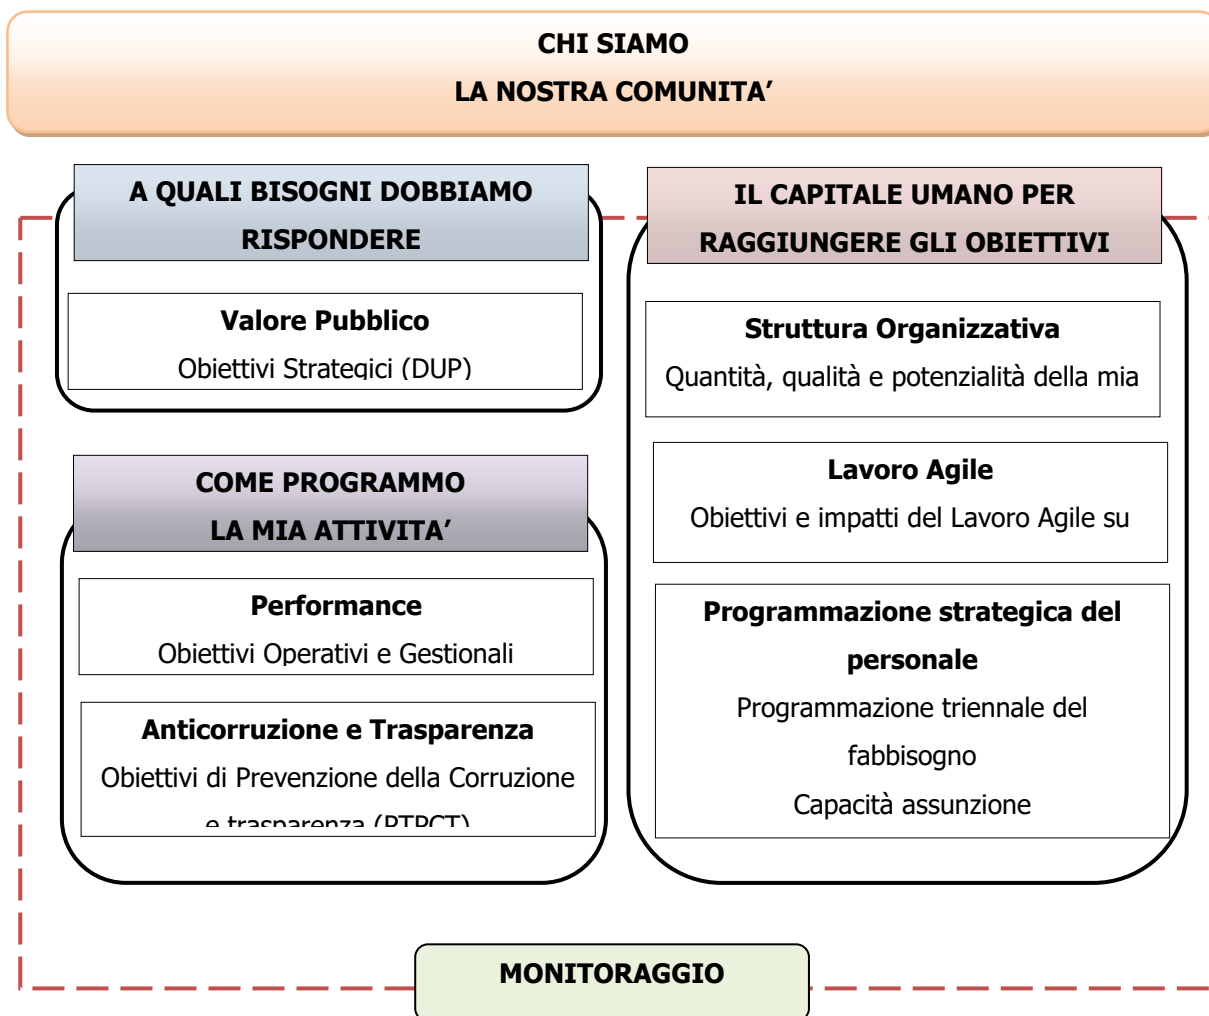 CHI SIAMO
LA NOSTRA COMUNITA’
A QUALI BISOGNI DOBBIAMO
RISPONDERE
Valore Pubblico
Obiettivi Strategici (DUP)
COME PROGRAMMO
LA MIA ATTIVITA’
Performance
Obiettivi Operativi e Gestionali
Anticorruzione e Trasparenza
Obiettivi di Prevenzione della Corruzione
e trasparenza (PTPCT)
IL CAPITALE UMANO PER
RAGGIUNGERE GLI OBIETTIVI
Struttura Organizzativa
Quantità, qualità e potenzialità della mia
Lavoro Agile
Obiettivi e impatti del Lavoro Agile su
Programmazione strategica del
personale
Programmazione triennale del
fabbisogno
Capacità assunzione
MONITORAGGIO